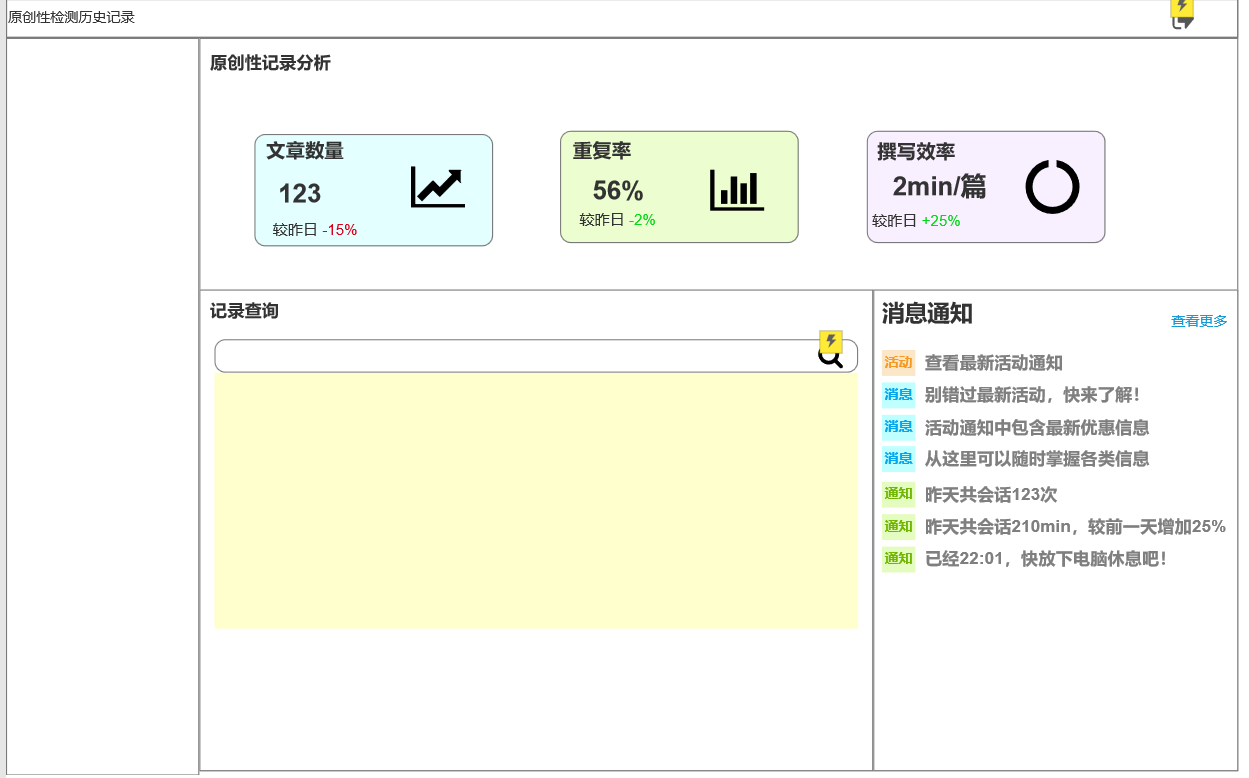 原创性检测历史记录
原创性记录分析
文章数量
123
较昨日 -15%
重复率
56%
较昨日 -2%
撰写效率
2min/篇
较昨日 +25%
记录查询
消息通知
查看更多
活动 查看最新活动通知
消息 别错过最新活动，快来了解！
消息 活动通知中包含最新优惠信息
消息 从这里可以随时掌握各类信息
通知 昨天共会话123次
通知 昨天共会话210min，较前一天增加25%
通知 已经22:01，快放下电脑休息吧！